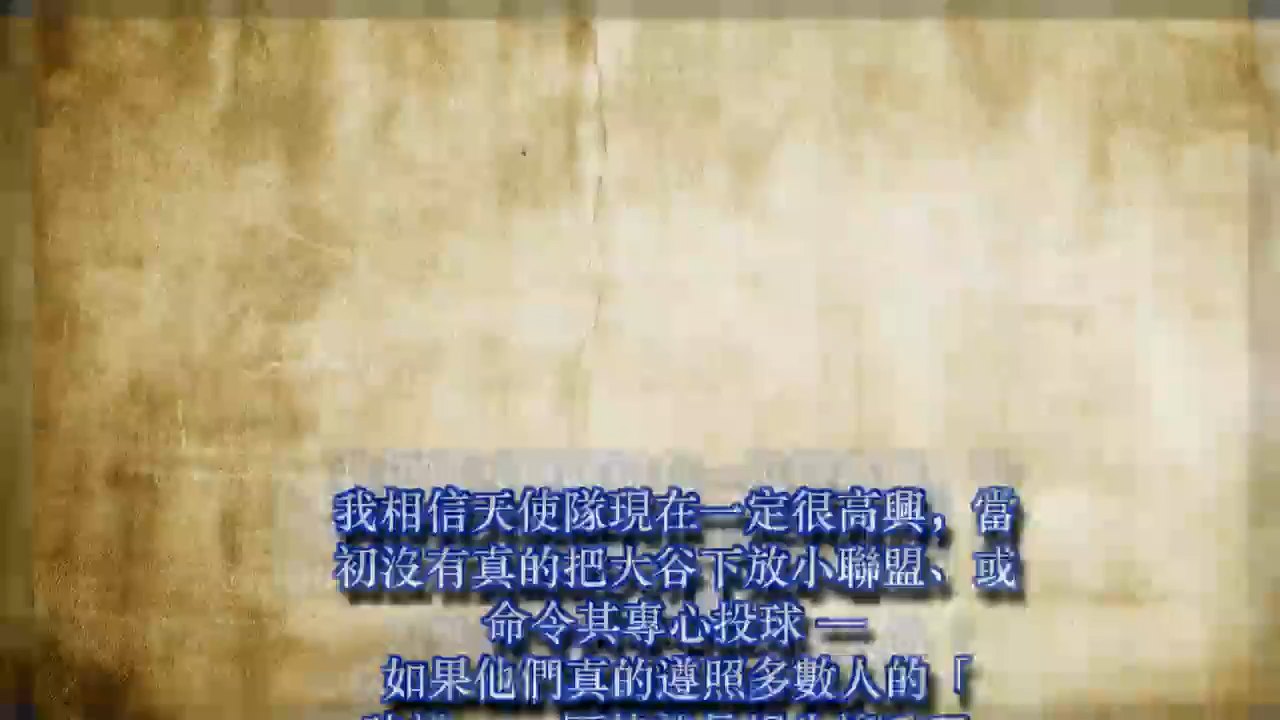 我相信天使隊現在一定很高興，當
初沒有真的把大谷下放小聯盟、或
命令其專心投球 —
如果他們真的遵照多數人的「